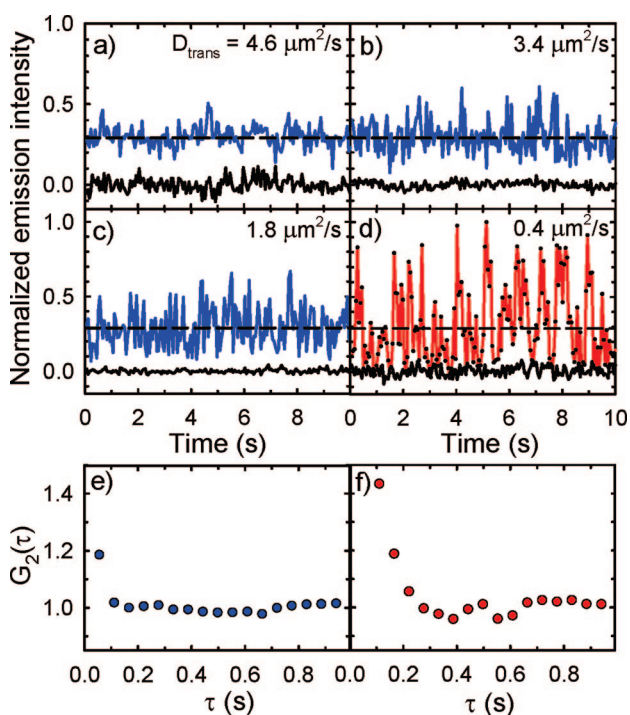 Normalized emission intensity
1.0
0.5
0.0
1.0
0.5
0.0
a)
D_trans = 4.6 μm²/s
b)
3.4 μm²/s
c)
1.8 μm²/s
d)
0.4 μm²/s
0 2 4 6 8 0 2 4 6 8 10
Time (s)
Time (s)
G₂(τ)
1.4
1.2
1.0
e)
f)
0.0 0.2 0.4 0.6 0.8 0.0 0.2 0.4 0.6 0.8 1.0
τ (s)
τ (s)